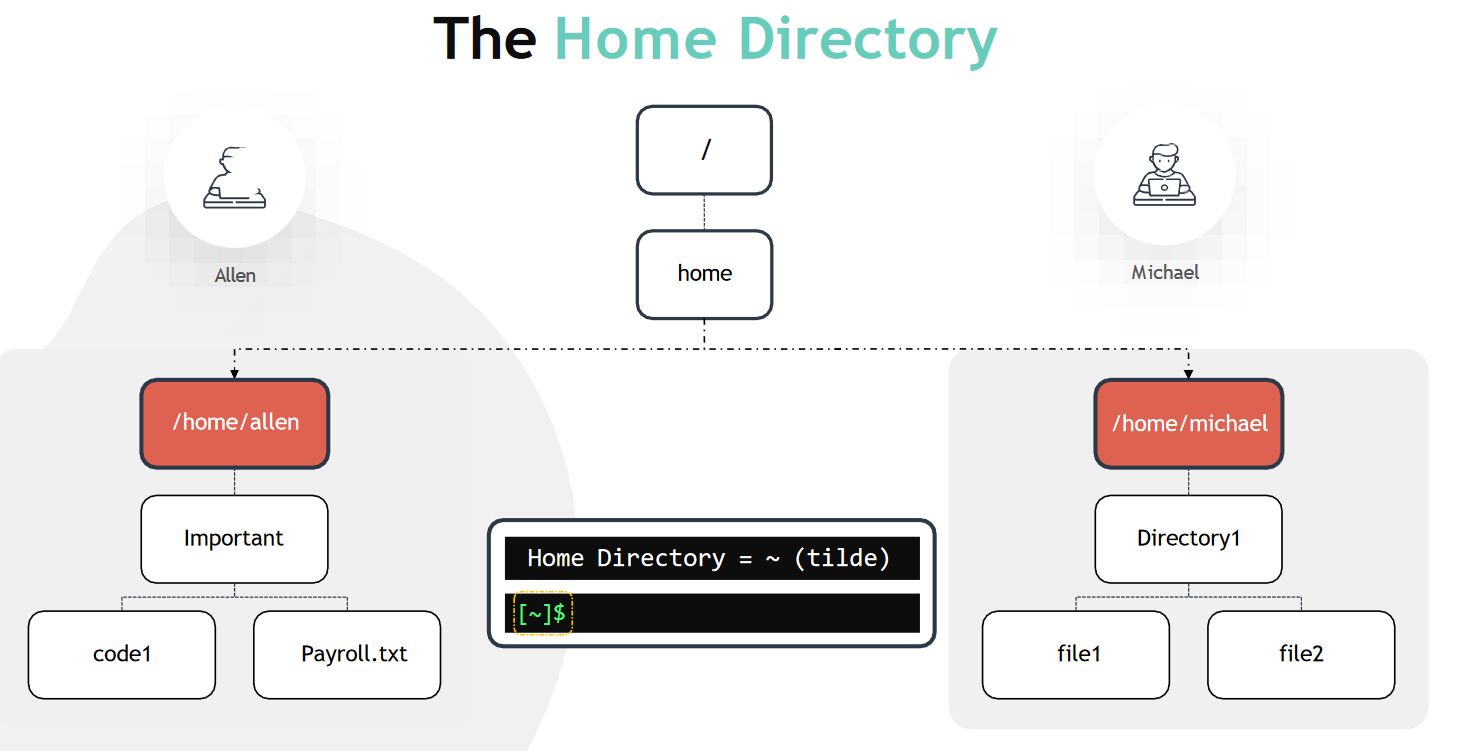 The Home Directory
/
home
Allen
Michael
/home/allen
/home/michael
Important
Directory1
code1
Payroll.txt
file1
file2
Home Directory = ~ (tilde)
[~]$